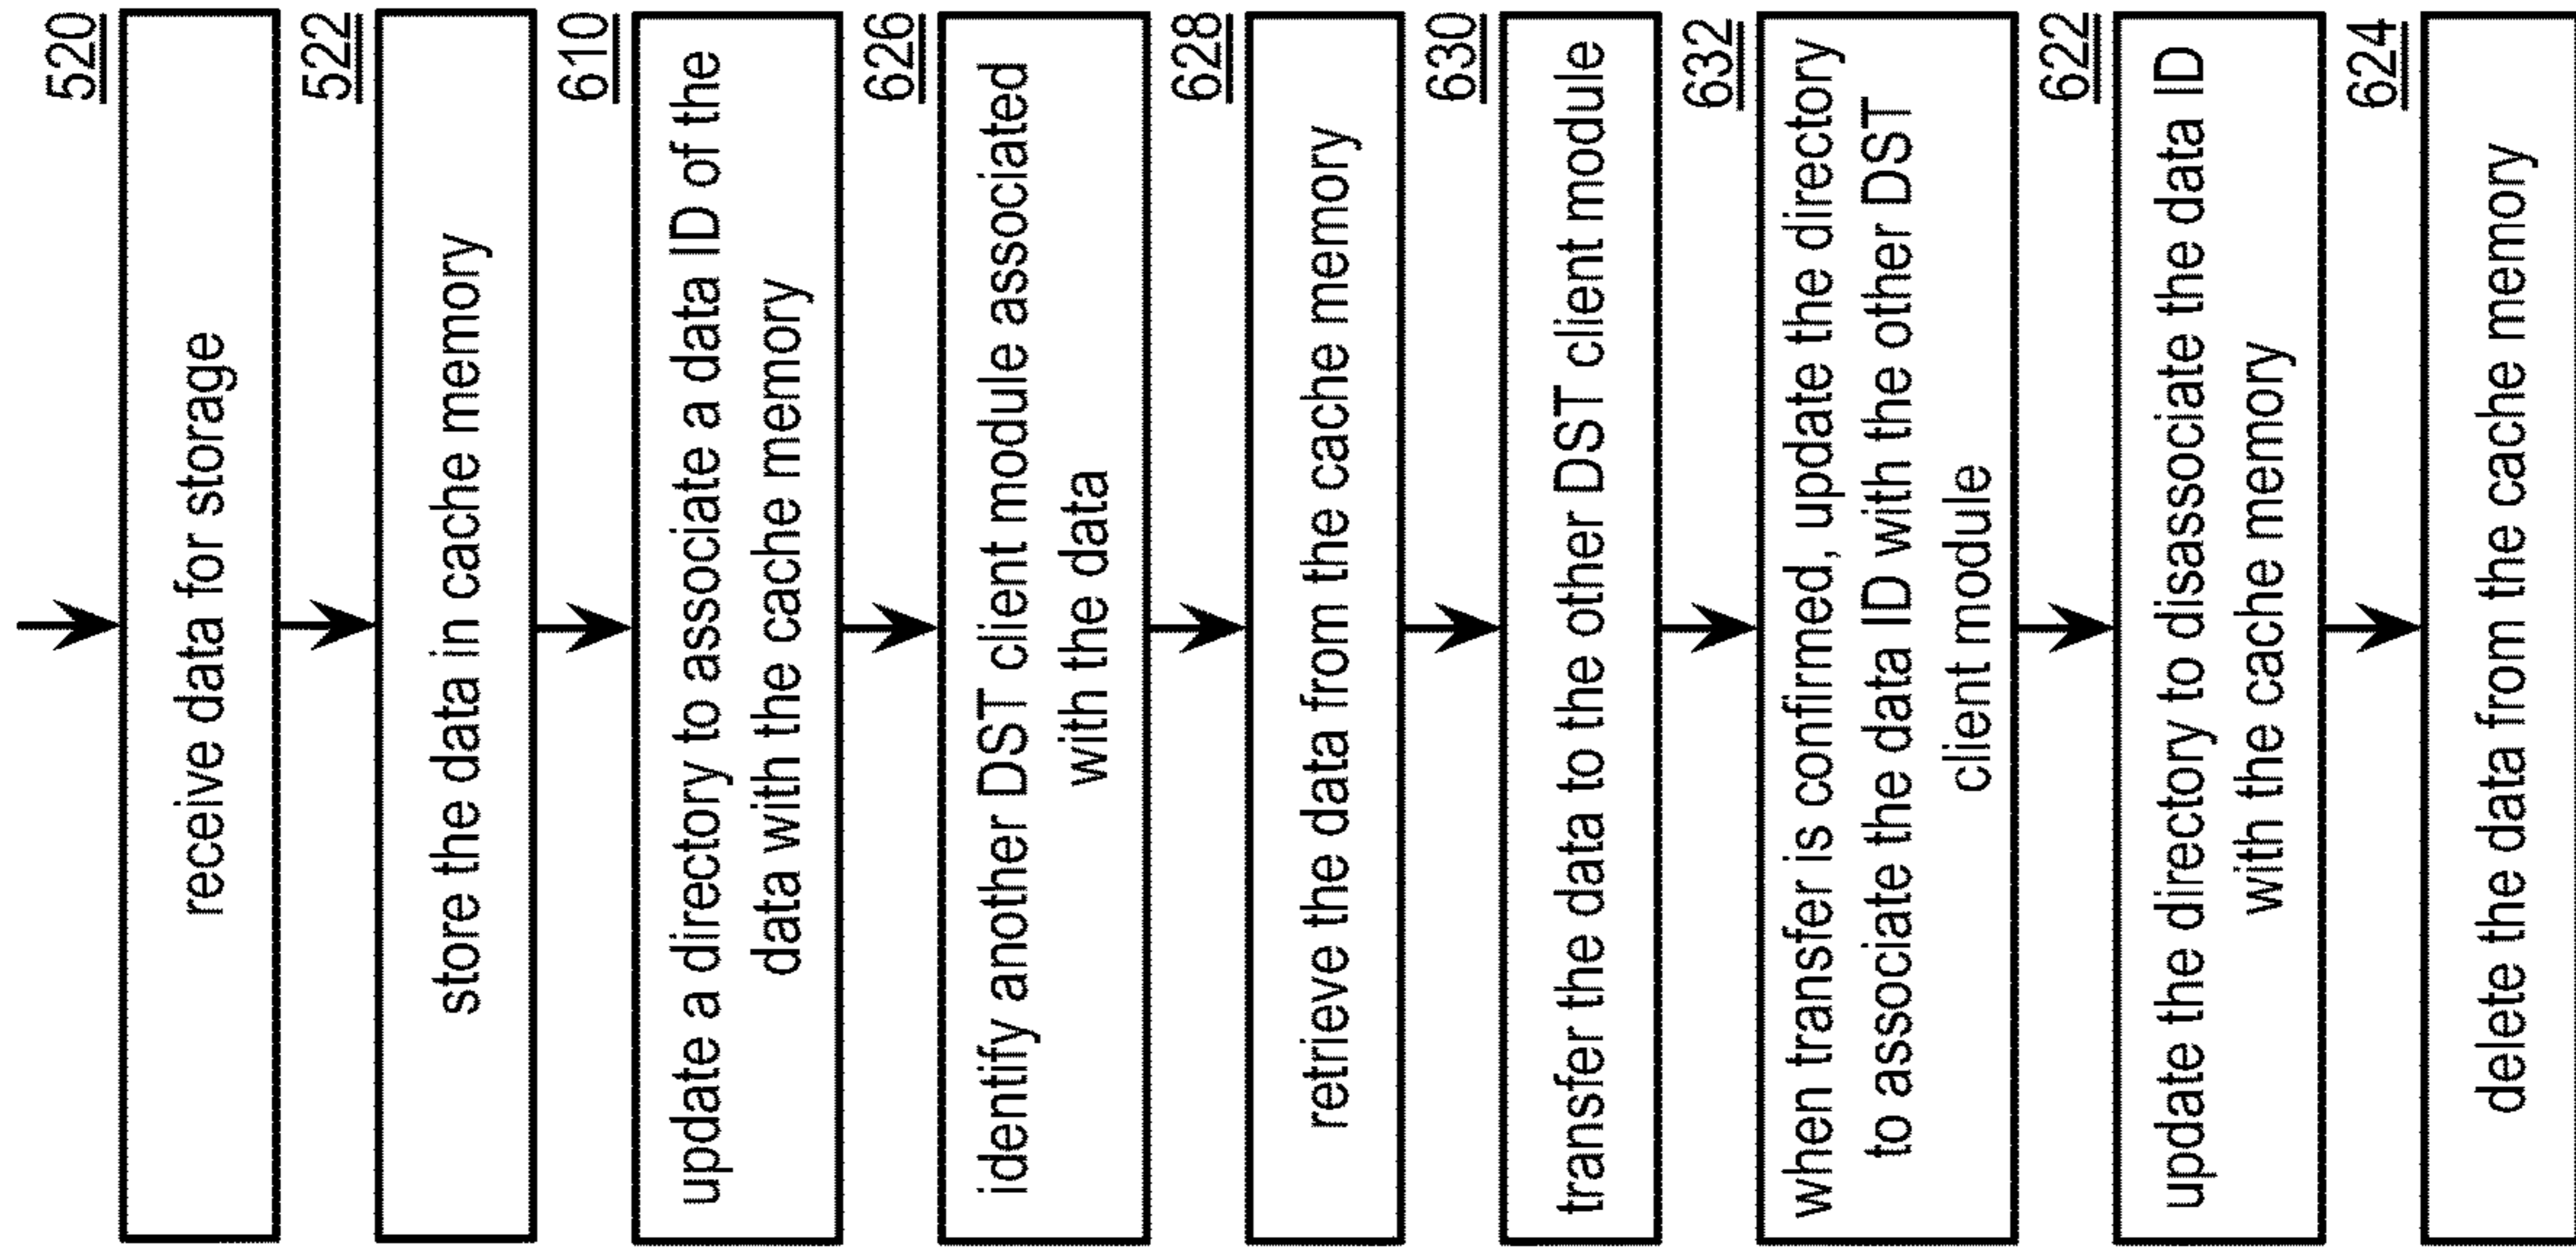 520
receive data for storage
522
store the data in cache memory
610
update a directory to associate a data ID of the
data with the cache memory
626
identify another DST client module associated
with the data
628
retrieve the data from the cache memory
630
transfer the data to the other DST client module
632
when transfer is confirmed, update the directory
to associate the data ID with the other DST
client module
622
update the directory to disassociate the data ID
with the cache memory
624
delete the data from the cache memory